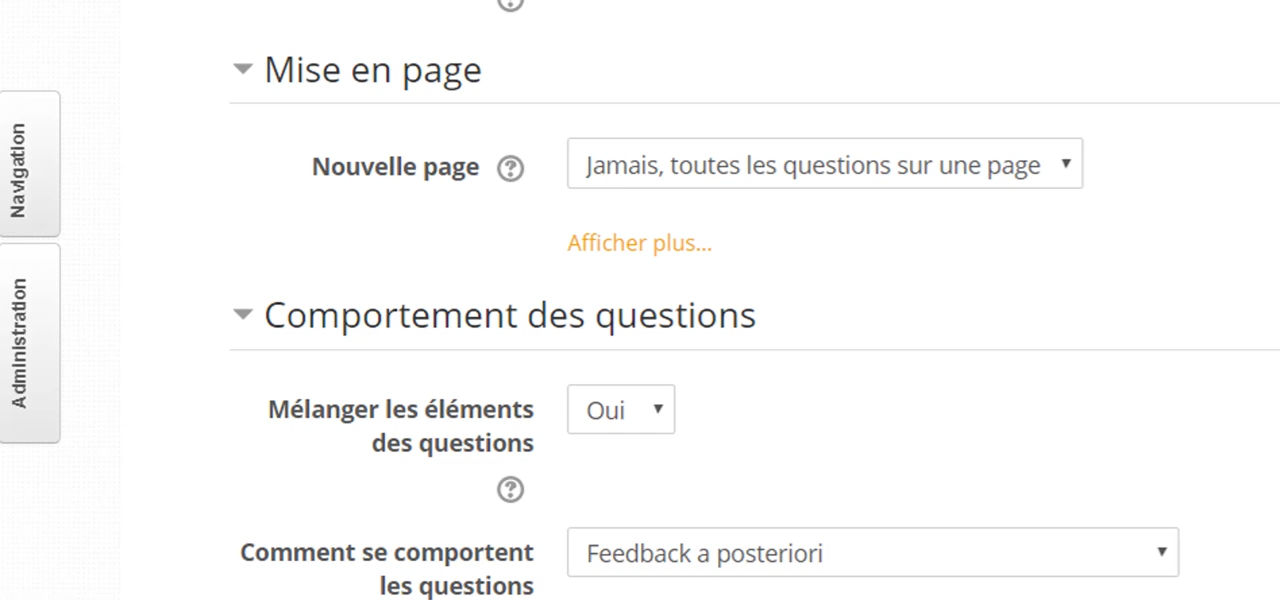 Mise en page
Nouvelle page
Jamais, toutes les questions sur une page
Afficher plus...
Comportement des questions
Mélanger les éléments
des questions
Oui
Comment se comportent
les questions
Feedback a posteriori
Navigation
Administration